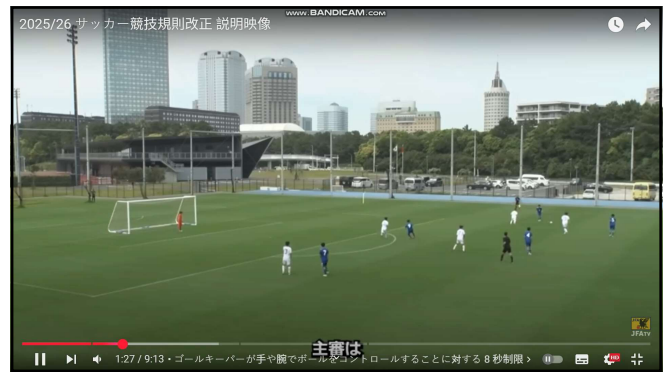 www.BANDICAM.com
2025/26 サッカー競技規則改正 説明映像
JFATV
主審は
1:27 / 9:13・ゴールキーパーが手や腕でボールをコントロールすることに対する 8 秒制限 >
HD